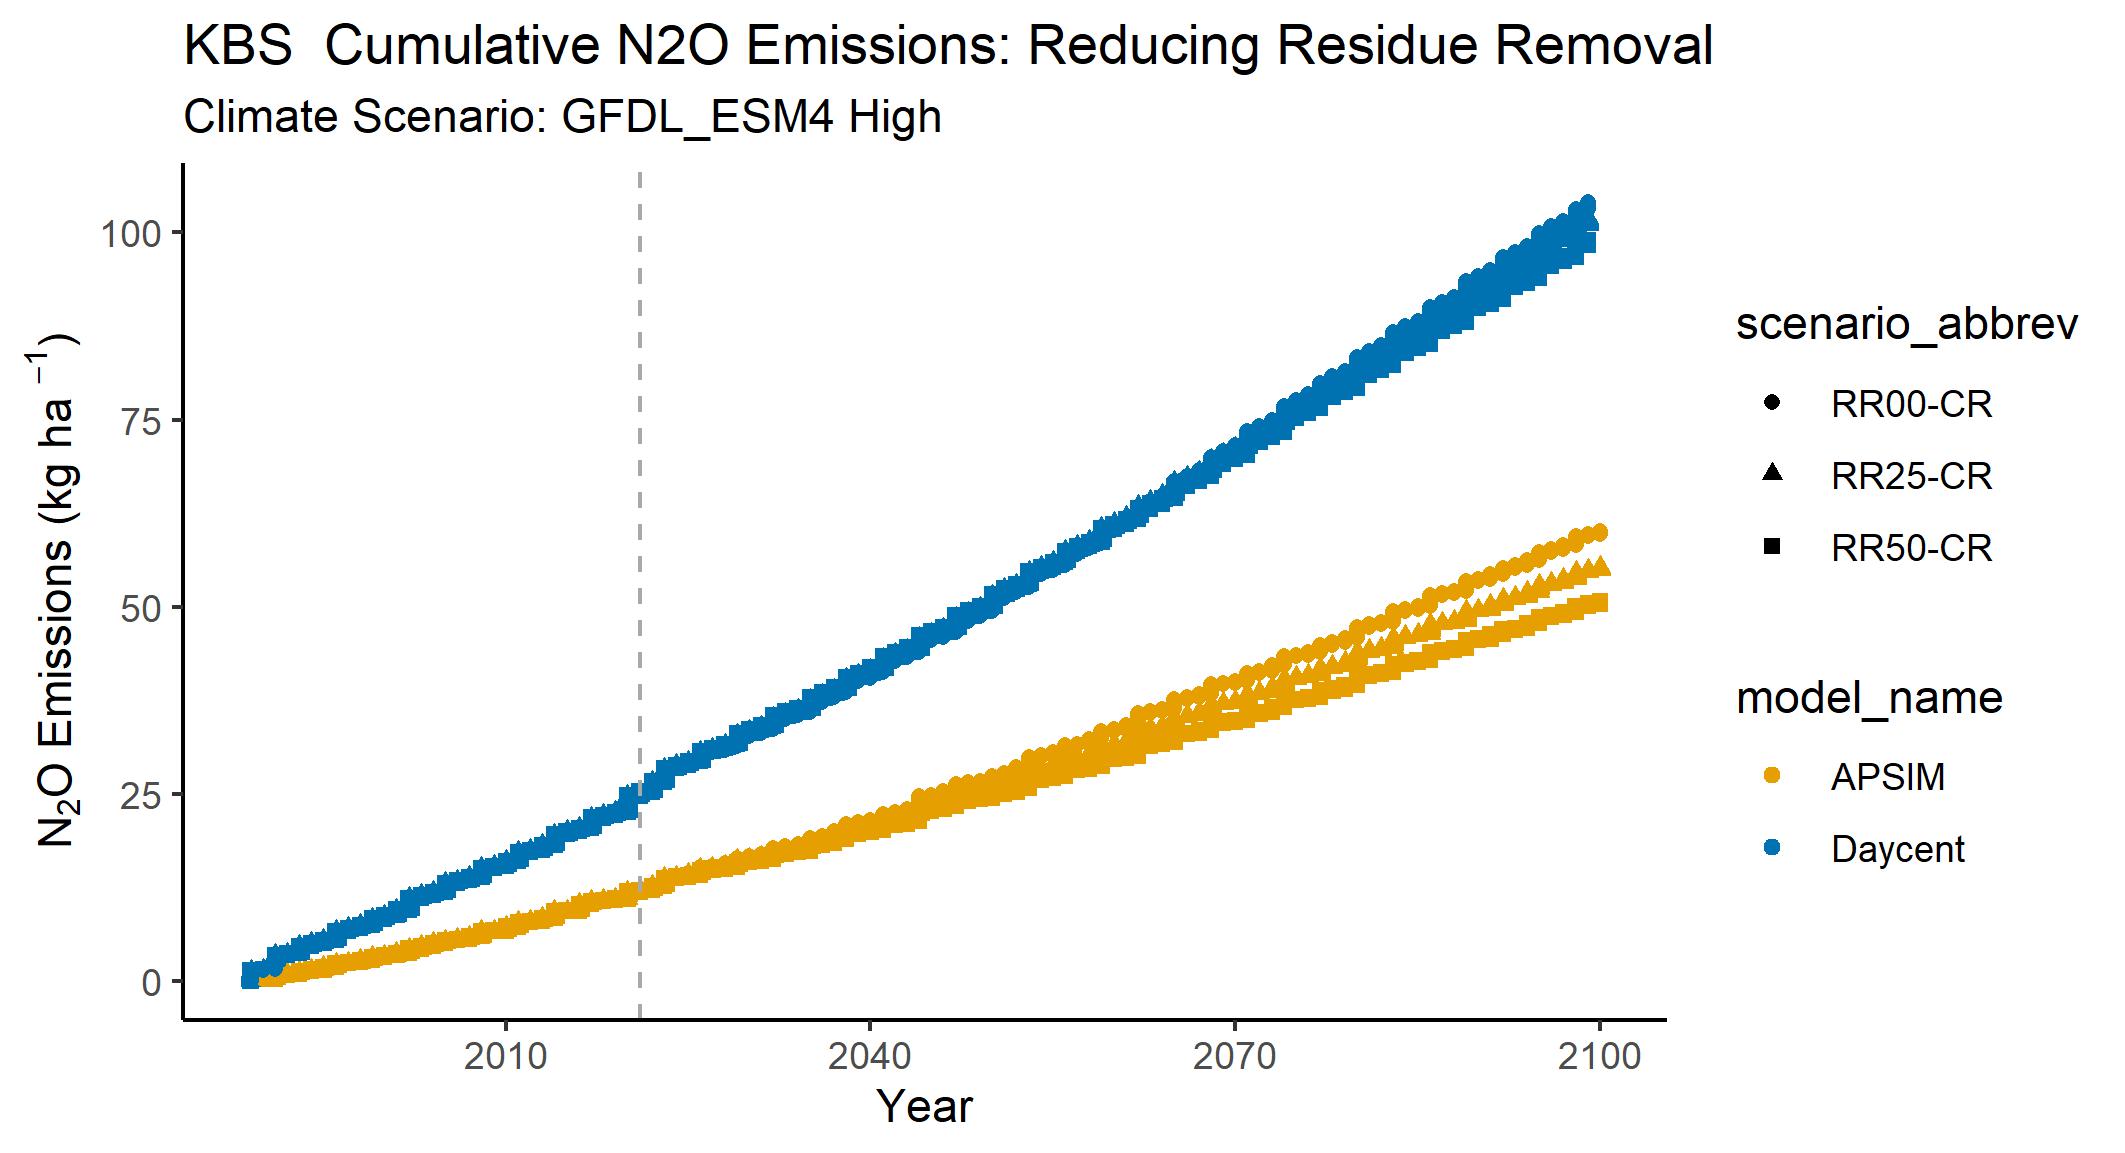 KBS  Cumulative N2O Emissions: Reducing Residue Removal
Climate Scenario: GFDL_ESM4 High
N₂O Emissions (kg ha ⁻¹)
100
75
50
25
0
2010
2040
2070
2100
Year
scenario_abbrev
RR00-CR
RR25-CR
RR50-CR
model_name
APSIM
Daycent